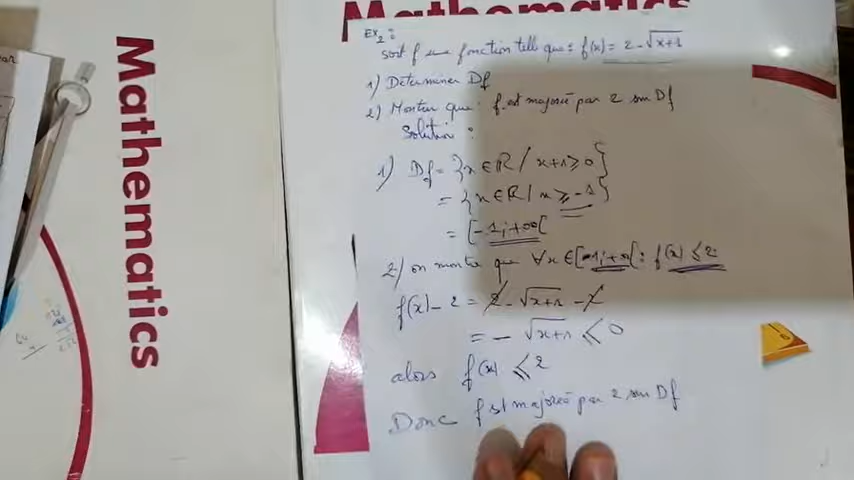 Mathematics
Mathematics
Ex2:
soit f une fonction tell que: f(x) = 2 - √x+1
1) Déterminer Df
2) Montrer que: f est majorée par 2 sur Df
Solution:
1) Df = {x ∈ ℝ / x+1 ≥ 0}
= {x ∈ ℝ / x ≥ -1}
= [-1; +∞[
2) on montre que ∀x ∈ [-1; +∞[ : f(x) ≤ 2
f(x) - 2 = 2 - √x+1 - 2
= - √x+1 ≤ 0
alors f(x) ≤ 2
Donc f est majorée par 2 sur Df